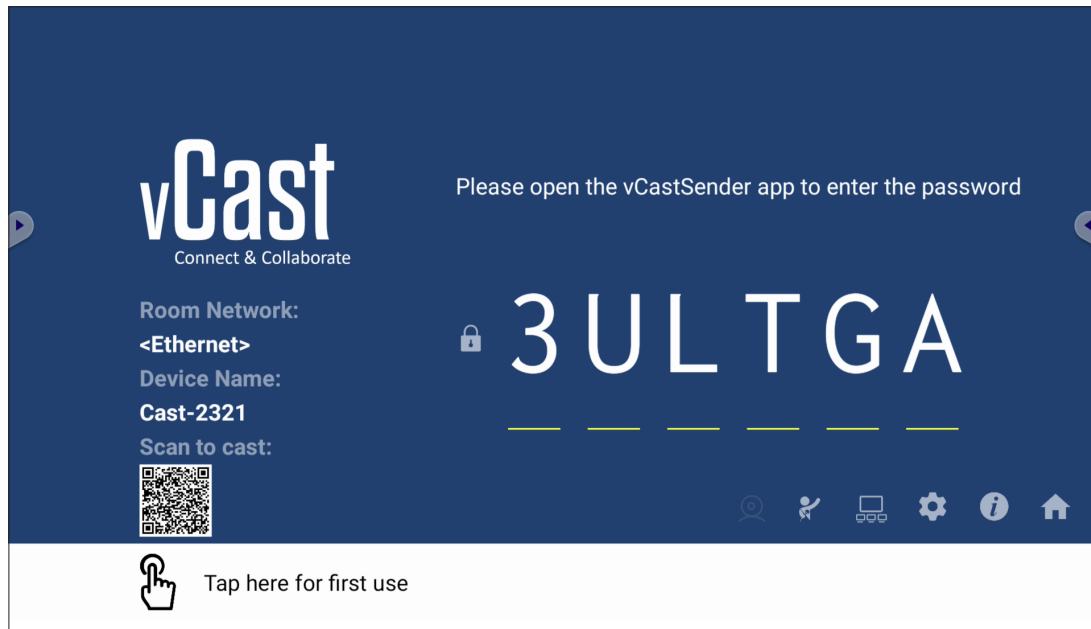 vCast
Connect & Collaborate
Please open the vCastSender app to enter the password
Room Network:
<Ethernet>
Device Name:
Cast-2321
Scan to cast:
3ULTGA
Tap here for first use